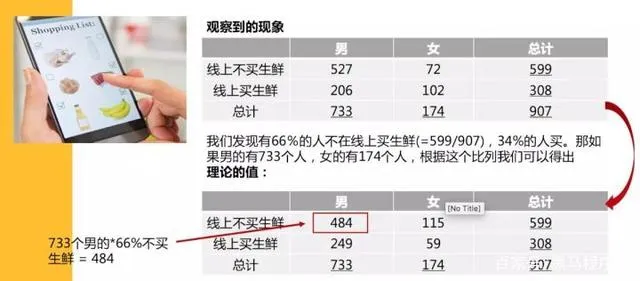 Shopping List:
观察到的现象
男 女 总计
线上不买生鲜 527 72 599
线上买生鲜 206 102 308
总计 733 174 907
我们发现有66%的人不在线上买生鲜(=599/907)，34%的人买。那如
果男的有733个人，女的有174个人，根据这个比列我们可以得出
理论的值：
男 女 总计
[No Title]
线上不买生鲜 484 115 599
线上买生鲜 249 59 308
总计 733 174 907
733个男的*66%不买
生鲜 = 484